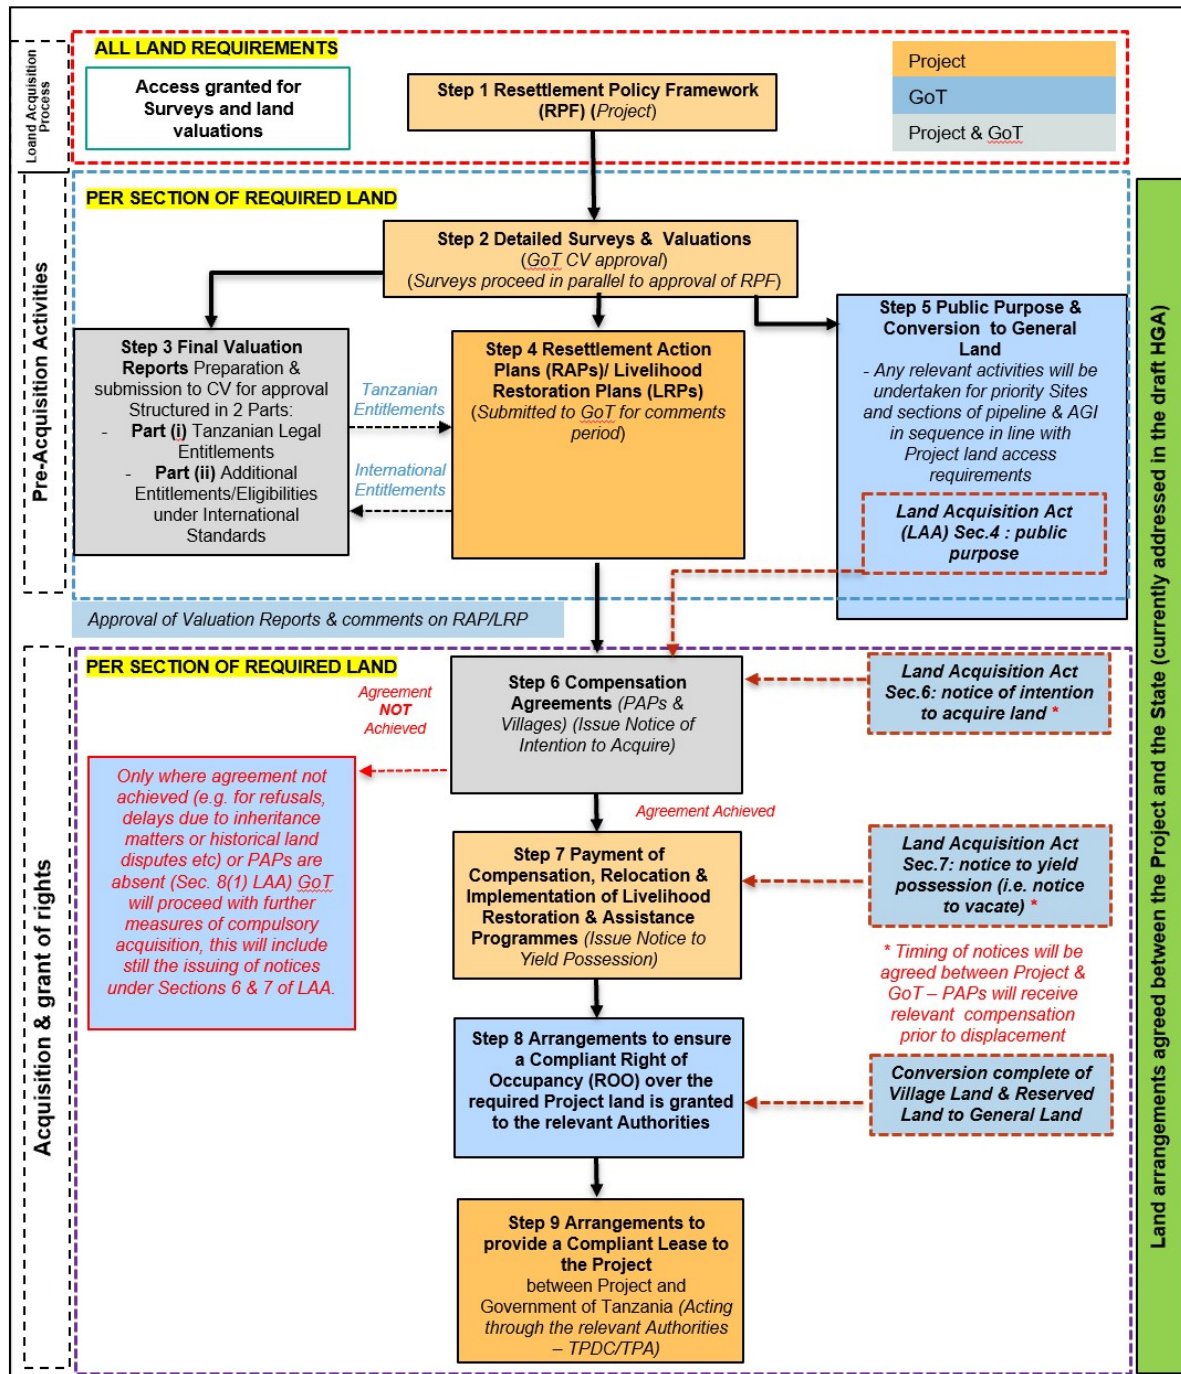 Loand Acquisition
Process
ALL LAND REQUIREMENTS
Access granted for
Surveys and land
valuations
Step 1 Resettlement Policy Framework
(RPF) (Project)
Project
GoT
Project & GoT
Pre-Acquisition Activities
PER SECTION OF REQUIRED LAND
Step 2 Detailed Surveys & Valuations
(GoT CV approval)
(Surveys proceed in parallel to approval of RPF)
Step 3 Final Valuation
Reports Preparation &
submission to CV for approval
Structured in 2 Parts:
- Part (i) Tanzanian Legal
Entitlements
- Part (ii) Additional
Entitlements/Eligibilities
under International
Standards
Tanzanian
Entitlements
International
Entitlements
Step 4 Resettlement Action
Plans (RAPs)/ Livelihood
Restoration Plans (LRPs)
(Submitted to GoT for comments
period)
Step 5 Public Purpose &
Conversion to General
Land
- Any relevant activities will be
undertaken for priority Sites
and sections of pipeline & AGI
in sequence in line with
Project land access
requirements
Land Acquisition Act
(LAA) Sec.4 : public
purpose
Approval of Valuation Reports & comments on RAP/LRP
Acquisition & grant of rights
PER SECTION OF REQUIRED LAND
Agreement
NOT
Achieved
Step 6 Compensation
Agreements (PAPs &
Villages) (Issue Notice of
Intention to Acquire)
Land Acquisition Act
Sec.6: notice of intention
to acquire land *
Only where agreement not
achieved (e.g. for refusals,
delays due to inheritance
matters or historical land
disputes etc) or PAPs are
absent (Sec. 8(1) LAA) GoT
will proceed with further
measures of compulsory
acquisition, this will include
still the issuing of notices
under Sections 6 & 7 of LAA.
Agreement Achieved
Step 7 Payment of
Compensation, Relocation &
Implementation of Livelihood
Restoration & Assistance
Programmes (Issue Notice to
Yield Possession)
Land Acquisition Act
Sec.7: notice to yield
possession (i.e. notice
to vacate) *
* Timing of notices will be
agreed between Project &
GoT – PAPs will receive
relevant compensation
prior to displacement
Step 8 Arrangements to ensure
a Compliant Right of
Occupancy (ROO) over the
required Project land is granted
to the relevant Authorities
Conversion complete of
Village Land & Reserved
Land to General Land
Step 9 Arrangements to
provide a Compliant Lease to
the Project
between Project and
Government of Tanzania (Acting
through the relevant Authorities
– TPDC/TPA)
Land arrangements agreed between the Project and the State (currently addressed in the draft HGA)